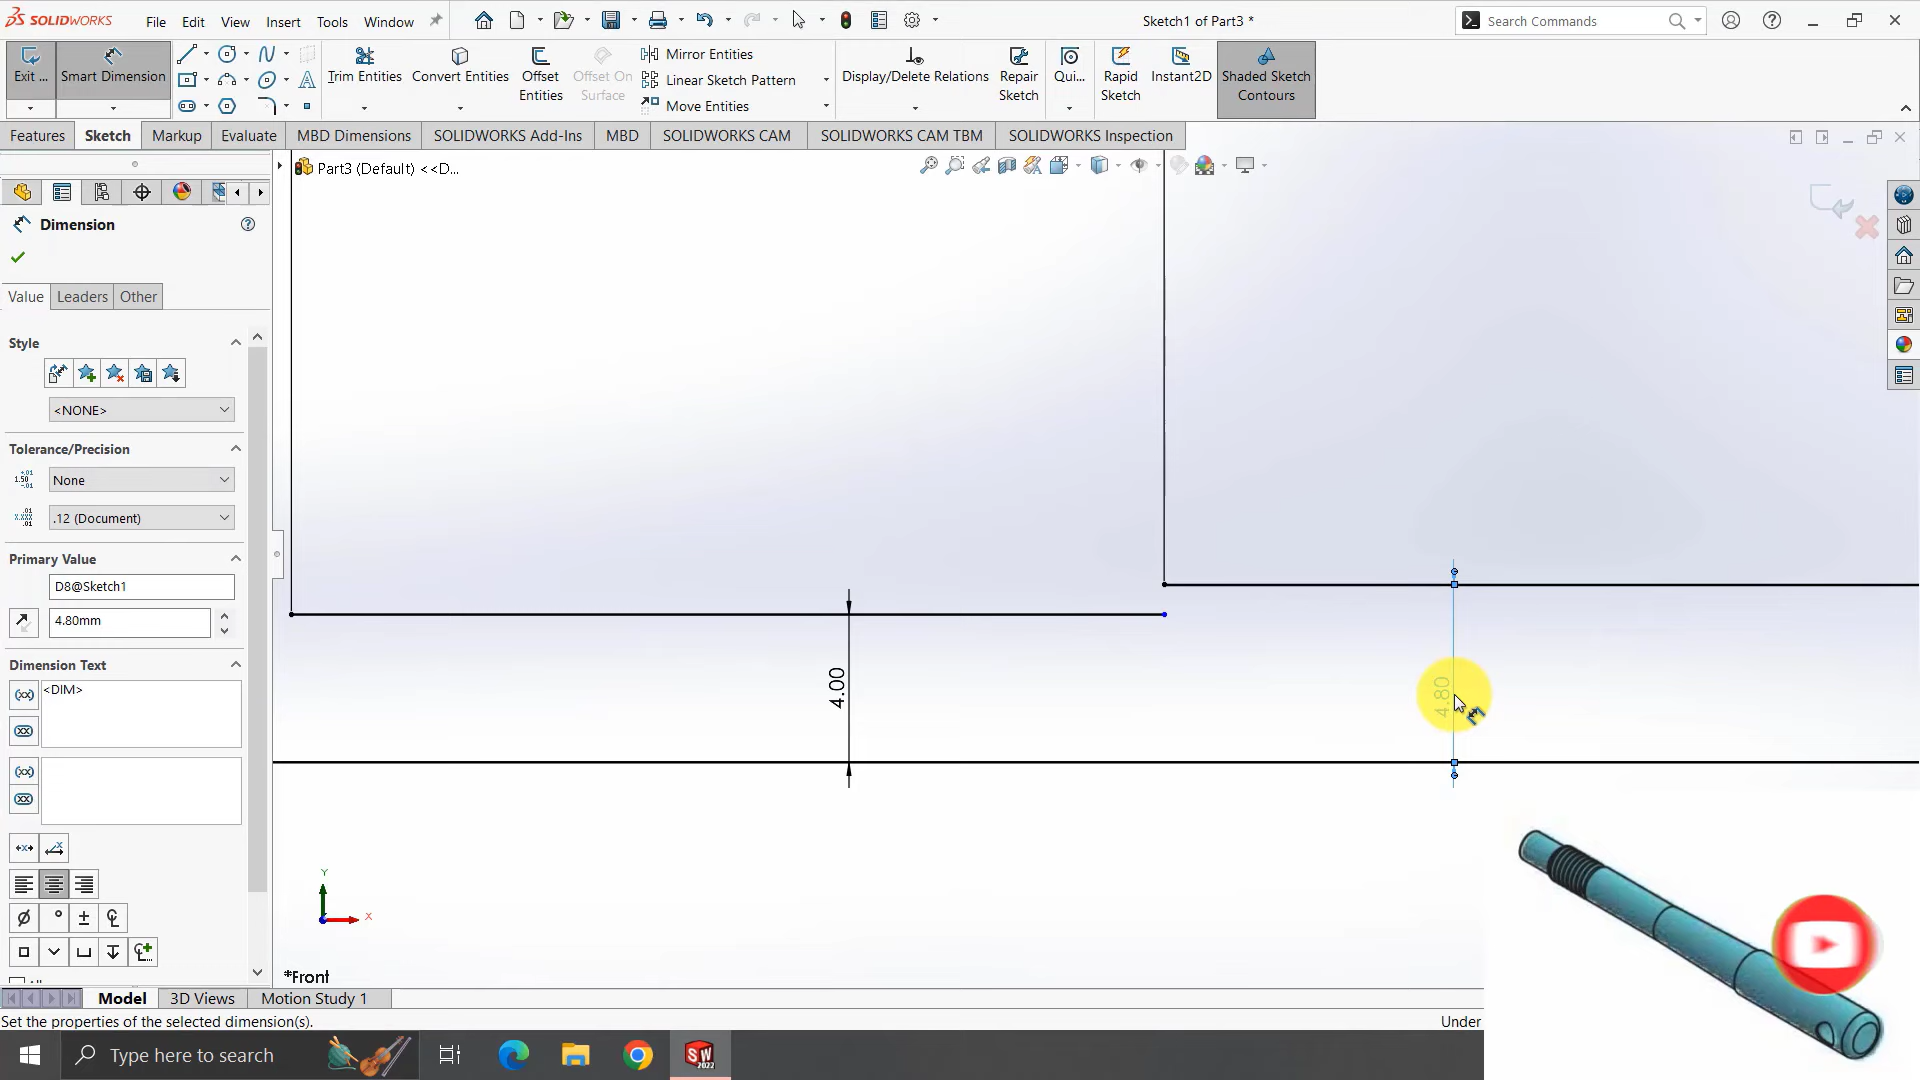 SOLIDWORKS File Edit View Insert Tools Window Sketch1 of Part3 * Search Commands
Exit ... Smart Dimension Trim Entities Convert Entities Offset Entities Offset On Surface Mirror Entities Linear Sketch Pattern Move Entities Display/Delete Relations Repair Sketch Qui... Rapid Sketch Instant2D Shaded Sketch Contours
Features Sketch Markup Evaluate MBD Dimensions SOLIDWORKS Add-Ins MBD SOLIDWORKS CAM SOLIDWORKS CAM TBM SOLIDWORKS Inspection
Part3 (Default) <<D...
Dimension
Value Leaders Other
Style
<NONE>
Tolerance/Precision
None
.12 (Document)
Primary Value
D8@Sketch1
4.80mm
Dimension Text
<DIM>
4.00
4.80
Y
X
*Front
Model 3D Views Motion Study 1
Set the properties of the selected dimension(s). Under
Type here to search
SW
2022